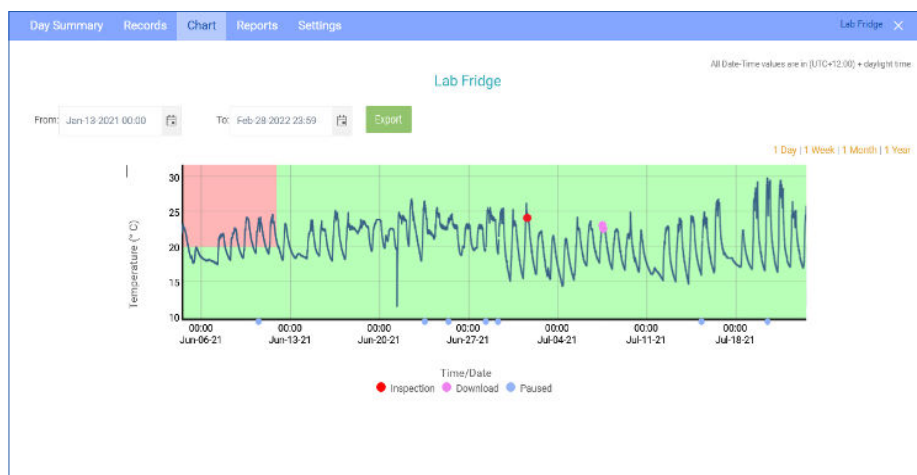 Day Summary Records Chart Reports Settings Lab Fridge
All Date-Time values are in (UTC+12:00) + daylight time
Lab Fridge
From: Jan-13-2021 00:00 To: Feb-28-2022 23:59 Export
1 Day | 1 Week | 1 Month | 1 Year
Temperature (° C)
30
25
20
15
10
00:00 00:00 00:00 00:00 00:00 00:00 00:00
Jun-06-21 Jun-13-21 Jun-20-21 Jun-27-21 Jul-04-21 Jul-11-21 Jul-18-21
Time/Date
Inspection Download Paused